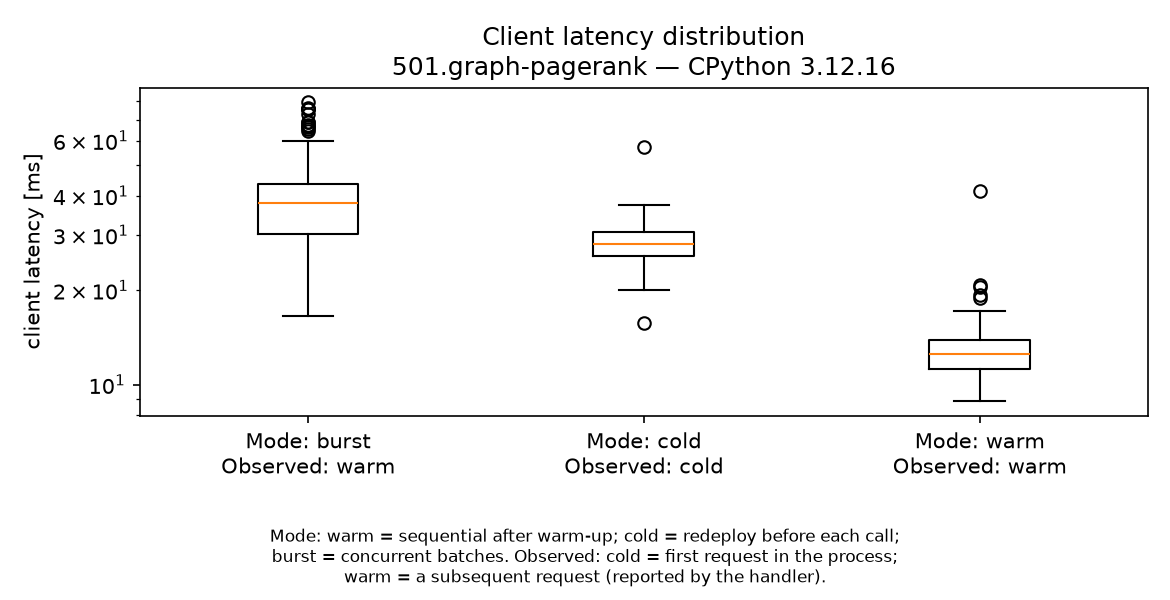 Client latency distribution
501.graph-pagerank — CPython 3.12.16
client latency [ms]
6 × 10¹
4 × 10¹
3 × 10¹
2 × 10¹
10¹
Mode: burst
Observed: warm
Mode: cold
Observed: cold
Mode: warm
Observed: warm
Mode: warm = sequential after warm-up; cold = redeploy before each call;
burst = concurrent batches. Observed: cold = first request in the process;
warm = a subsequent request (reported by the handler).